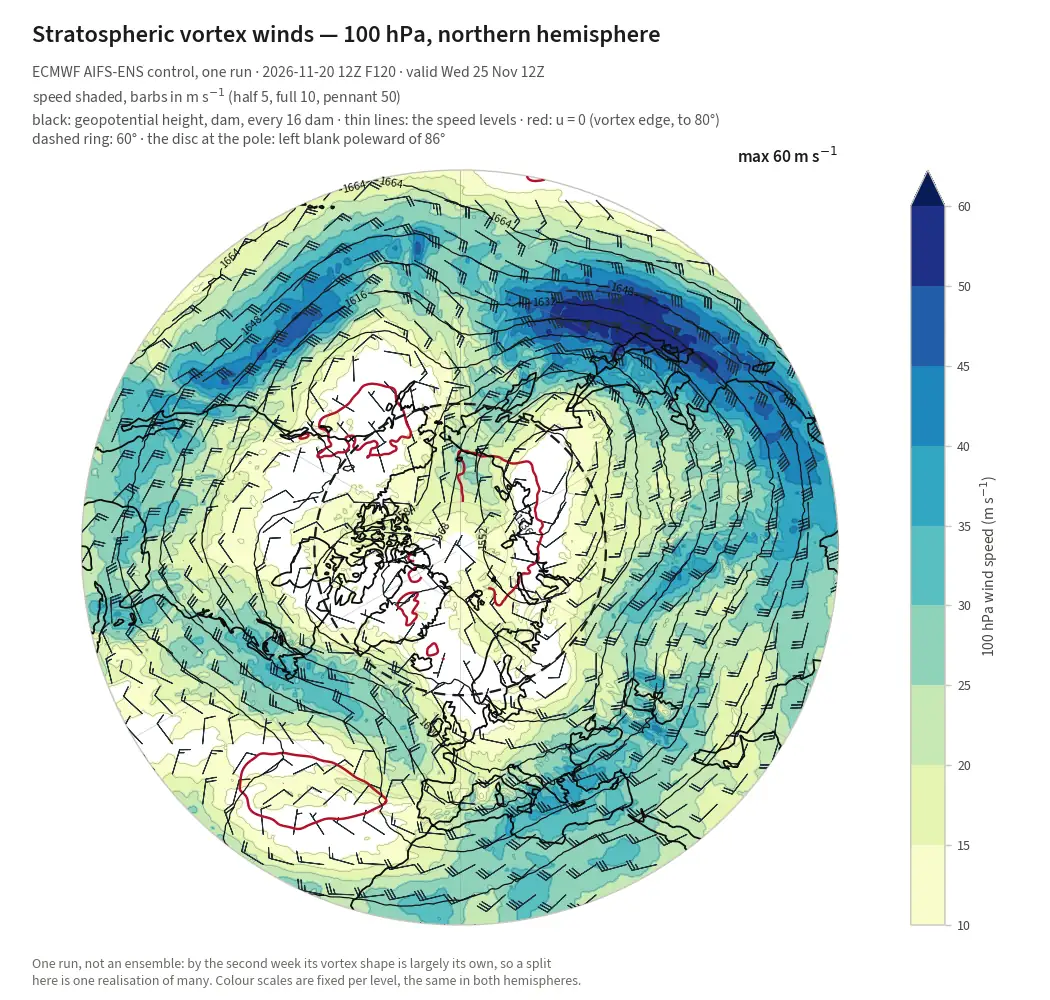 Stratospheric vortex winds — 100 hPa, northern hemisphere
ECMWF AIFS-ENS control, one run · 2026-11-20 12Z F120 · valid Wed 25 Nov 12Z
speed shaded, barbs in m s⁻¹ (half 5, full 10, pennant 50)
black: geopotential height, dam, every 16 dam · thin lines: the speed levels · red: u = 0 (vortex edge, to 80°)
dashed ring: 60° · the disc at the pole: left blank poleward of 86°
max 60 m s⁻¹
1664
1664
1664
1664
1648
1616
1648
1632
1552
60
50
45
40
35
30
25
20
15
10
100 hPa wind speed (m s⁻¹)
One run, not an ensemble: by the second week its vortex shape is largely its own, so a split
here is one realisation of many. Colour scales are fixed per level, the same in both hemispheres.